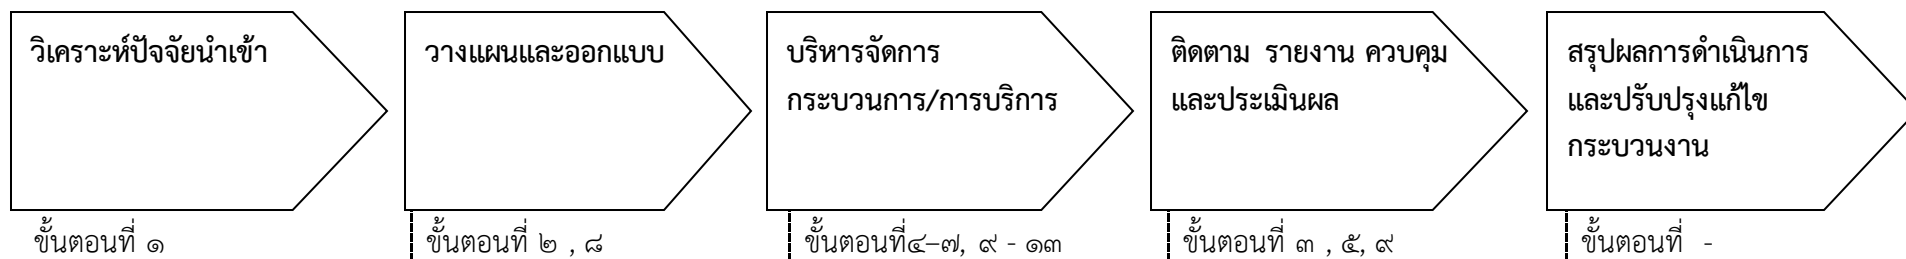 วิเคราะห์ปัจจัยนำเข้า
วางแผนและออกแบบ
บริหารจัดการ
กระบวนการ/การบริการ
ติดตาม รายงาน ควบคุม
และประเมินผล
สรุปผลการดำเนินการ
และปรับปรุงแก้ไข
กระบวนงาน
ขั้นตอนที่ ๑
ขั้นตอนที่ ๒ , ๘
ขั้นตอนที่๔–๗, ๙ - ๑๓
ขั้นตอนที่ ๓ , ๕, ๙
ขั้นตอนที่ -